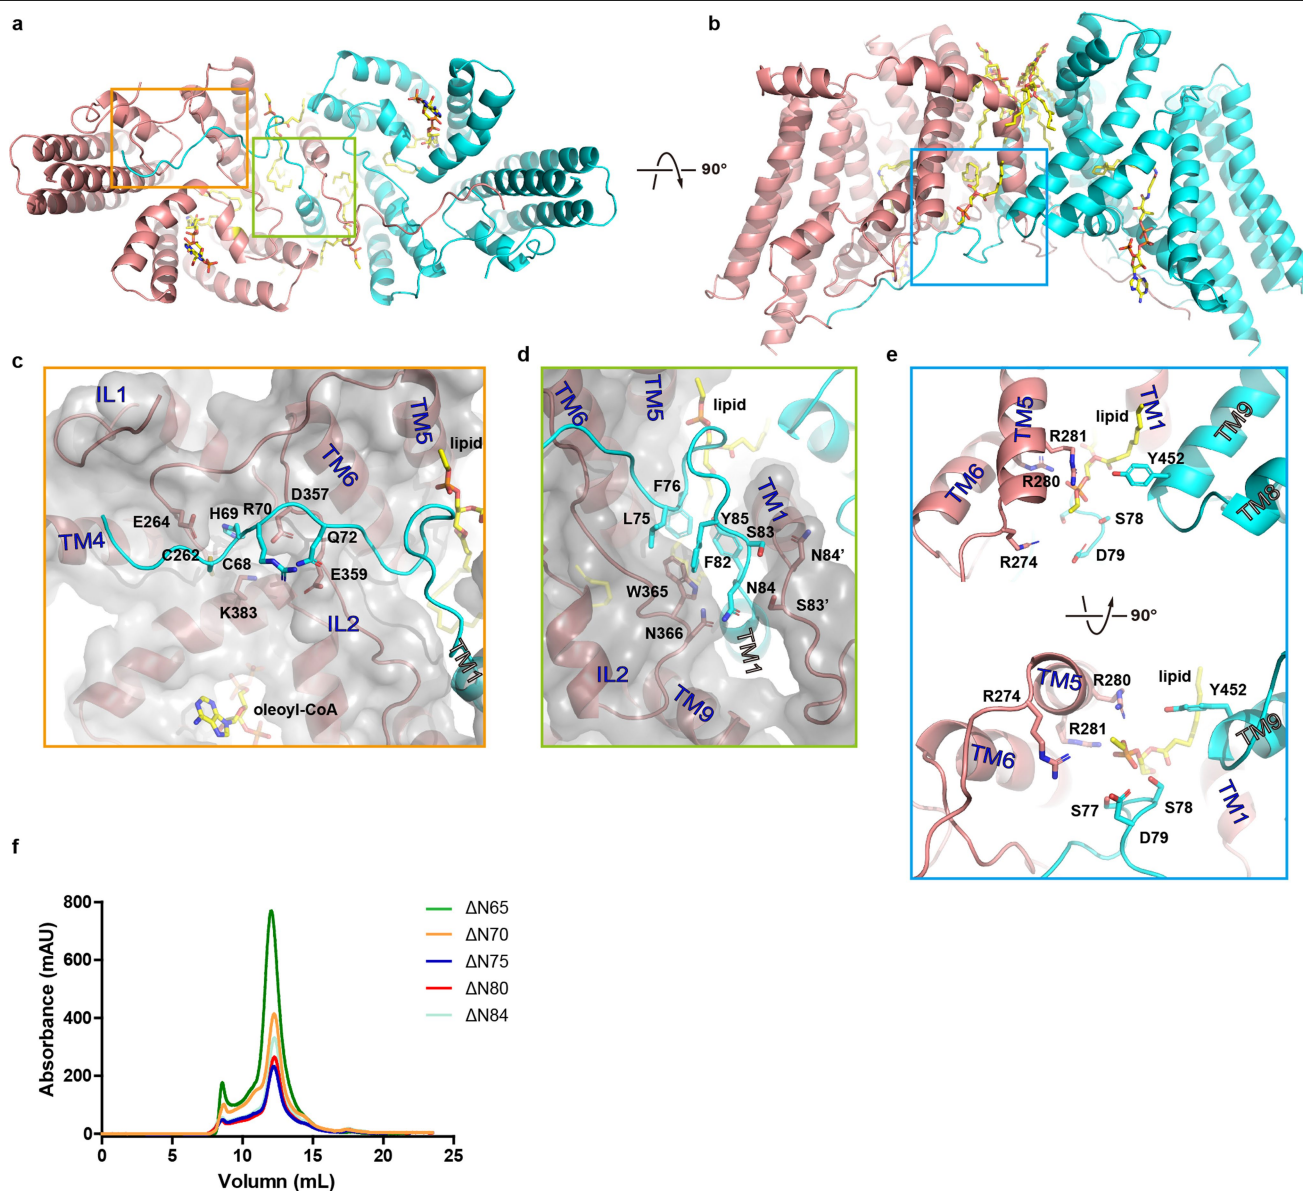 a
b
90°
c
IL1
TM5
lipid
TM6
D357
R70
H69
E264
Q72
TM4
C262
C68
E359
K383
IL2
TM1
oleoyl-CoA
d
TM6
TM5
lipid
F76
TM1
L75
Y85
S83
N84’
F82
W365
N84
S83’
N366
TM1
IL2
TM9
e
TM5
lipid
TM1
TM9
R281
Y452
TM6
R280
TM8
S78
R274
D79
90°
TM5
R280
lipid
R274
Y452
R281
TM9
TM6
TM1
S77
S78
D79
f
800
600
400
200
0
Absorbance (mAU)
0
5
10
15
20
25
Volumn (mL)
ΔN65
ΔN70
ΔN75
ΔN80
ΔN84